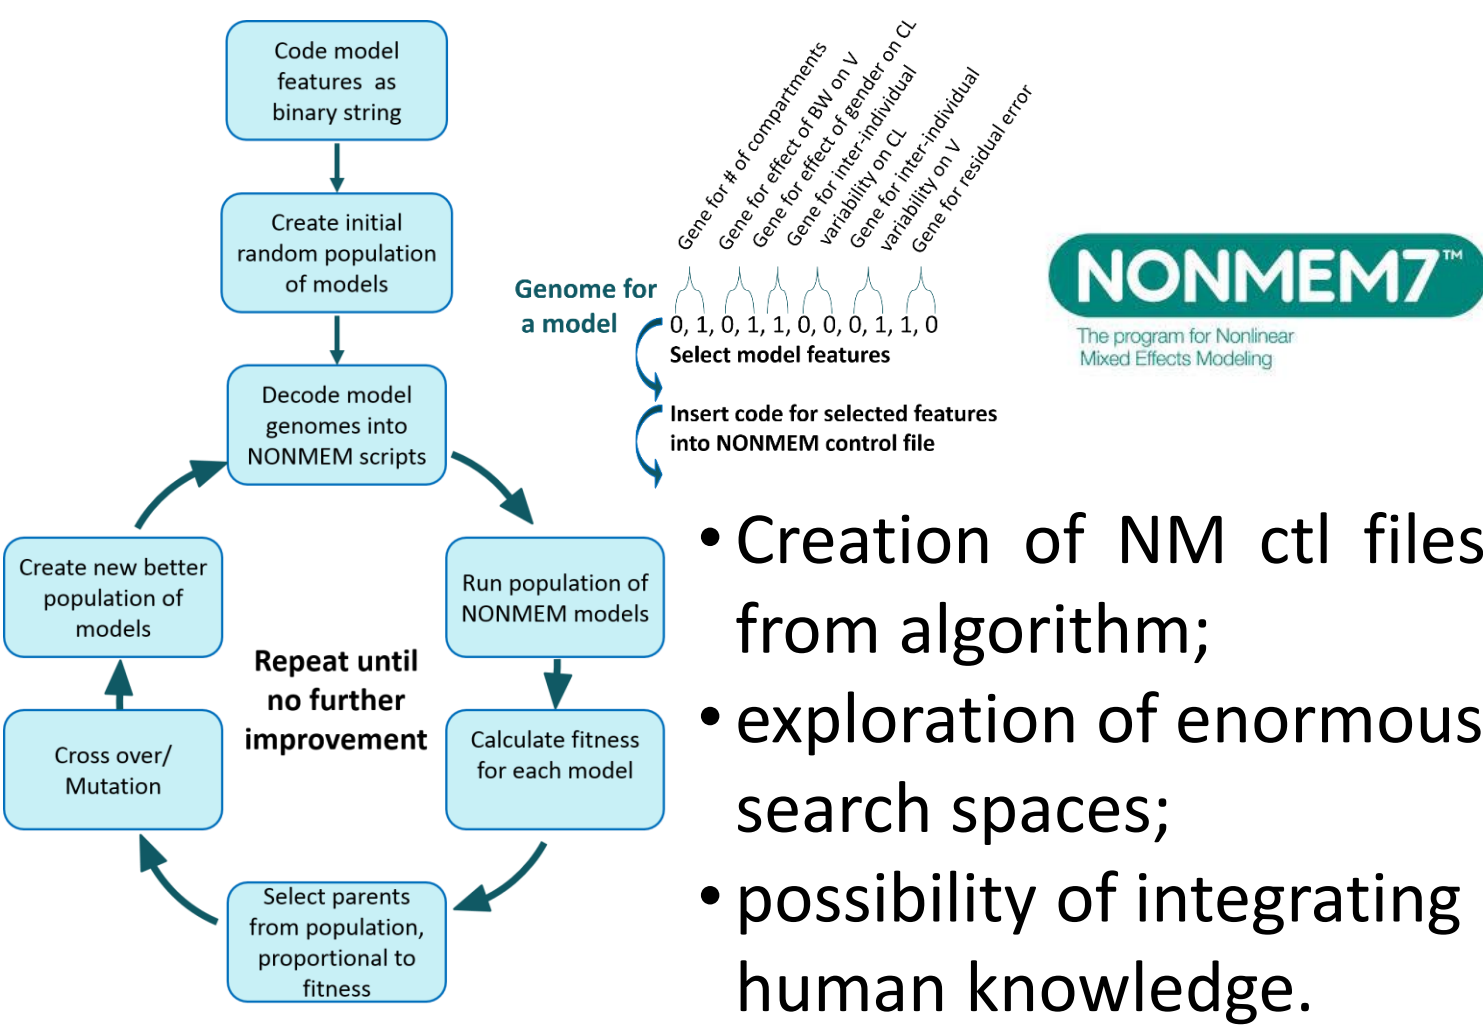 Code model
features as
binary string
Create initial
random population
of models
Decode model
genomes into
NONMEM scripts
Run population of
NONMEM models
Calculate fitness
for each model
Select parents
from population,
proportional to
fitness
Cross over/
Mutation
Create new better
population of
models
Repeat until
no further
improvement
Gene for # of compartments
Gene for effect of BW on V
Gene for effect of gender on CL
Gene for inter-individual
variability on CL
Gene for inter-individual
variability on V
Gene for residual error
Genome for
a model
0, 1, 0, 1, 1, 0, 0, 0, 1, 1, 0
Select model features
Insert code for selected features
into NONMEM control file
NONMEM7™
The program for Nonlinear
Mixed Effects Modeling
• Creation of NM ctl files
from algorithm;
• exploration of enormous
search spaces;
• possibility of integrating
human knowledge.